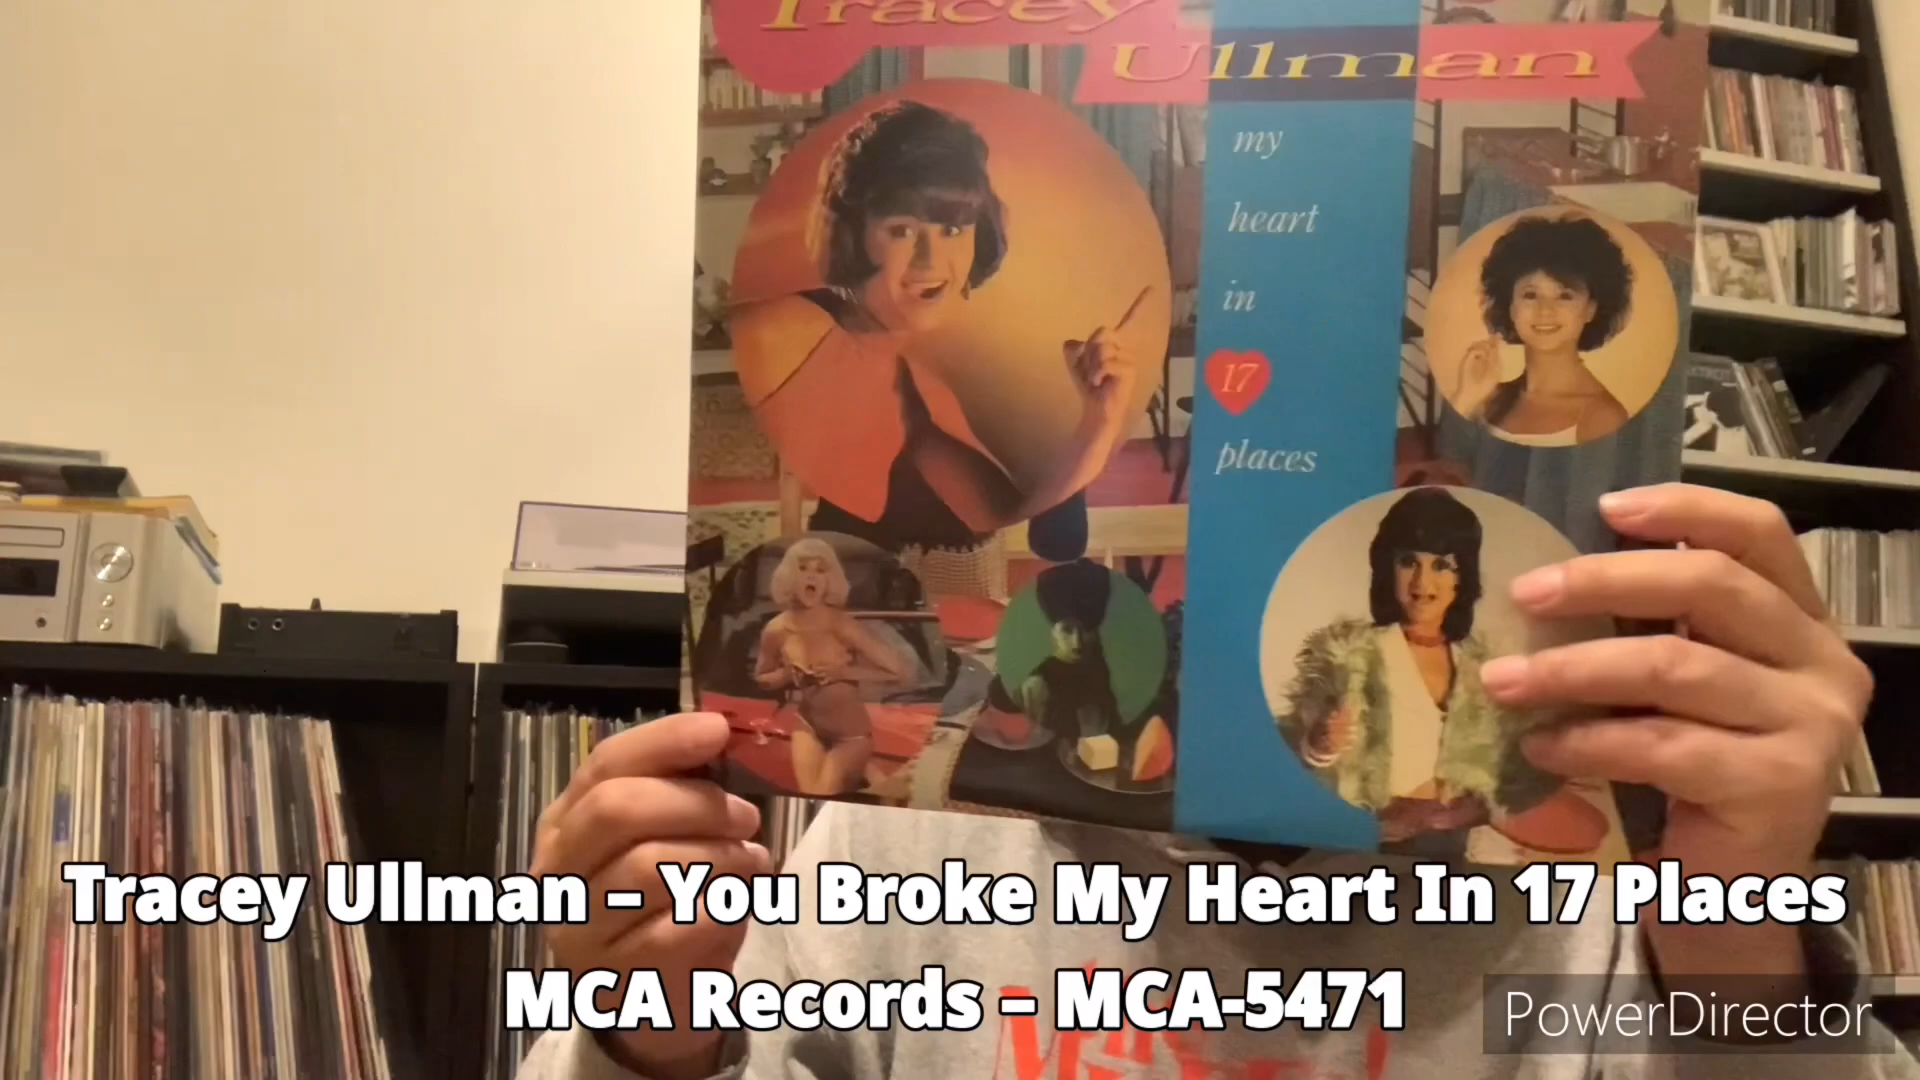 Tracey
Ullman
my
heart
in
17
places
Tracey Ullman – You Broke My Heart In 17 Places
MCA Records – MCA-5471
PowerDirector